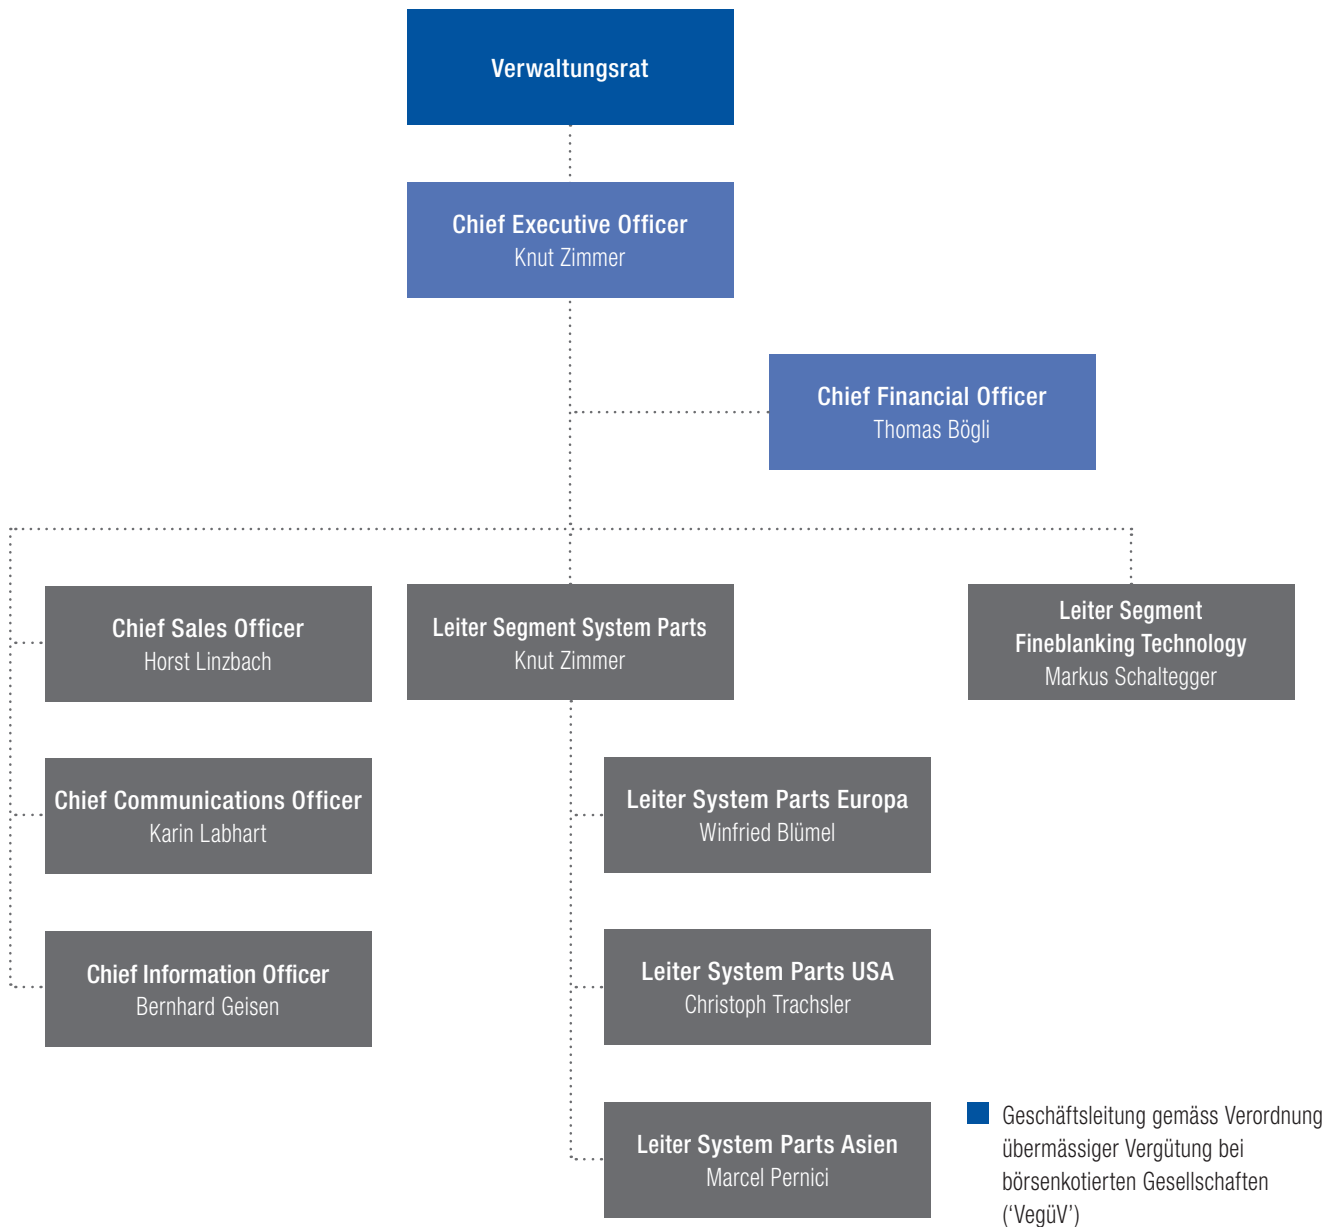 Verwaltungsrat
Chief Executive Officer
Knut Zimmer
Chief Financial Officer
Thomas Bögli
Chief Sales Officer
Horst Linzbach
Chief Communications Officer
Karin Labhart
Chief Information Officer
Bernhard Geisen
Leiter Segment System Parts
Knut Zimmer
Leiter System Parts Europa
Winfried Blümel
Leiter System Parts USA
Christoph Trachsler
Leiter System Parts Asien
Marcel Pernici
Leiter Segment
Fineblanking Technology
Markus Schaltegger
Geschäftsleitung gemäss Verordnung
übermässiger Vergütung bei
börsenkotierten Gesellschaften
(‘VegüV’)